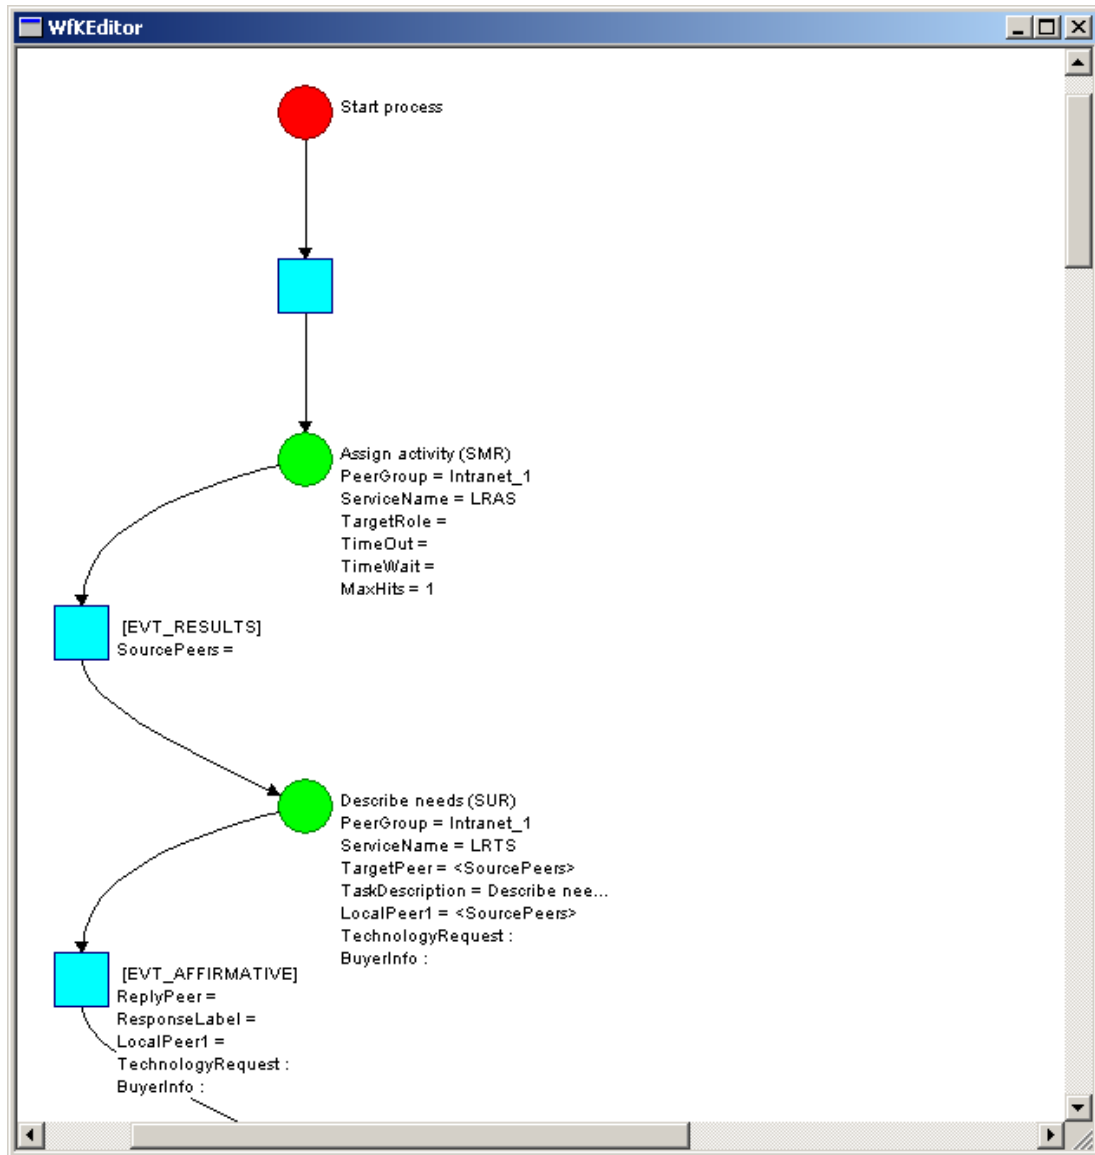 WfKEditor
Start process
Assign activity (SMR)
PeerGroup = Intranet_1
ServiceName = LRAS
TargetRole =
TimeOut =
TimeWait =
MaxHits = 1
[EVT_RESULTS]
SourcePeers =
Describe needs (SUR)
PeerGroup = Intranet_1
ServiceName = LRTS
TargetPeer = <SourcePeers>
TaskDescription = Describe nee...
LocalPeer1 = <SourcePeers>
TechnologyRequest :
BuyerInfo :
[EVT_AFFIRMATIVE]
ReplyPeer =
ResponseLabel =
LocalPeer1 =
TechnologyRequest :
BuyerInfo :